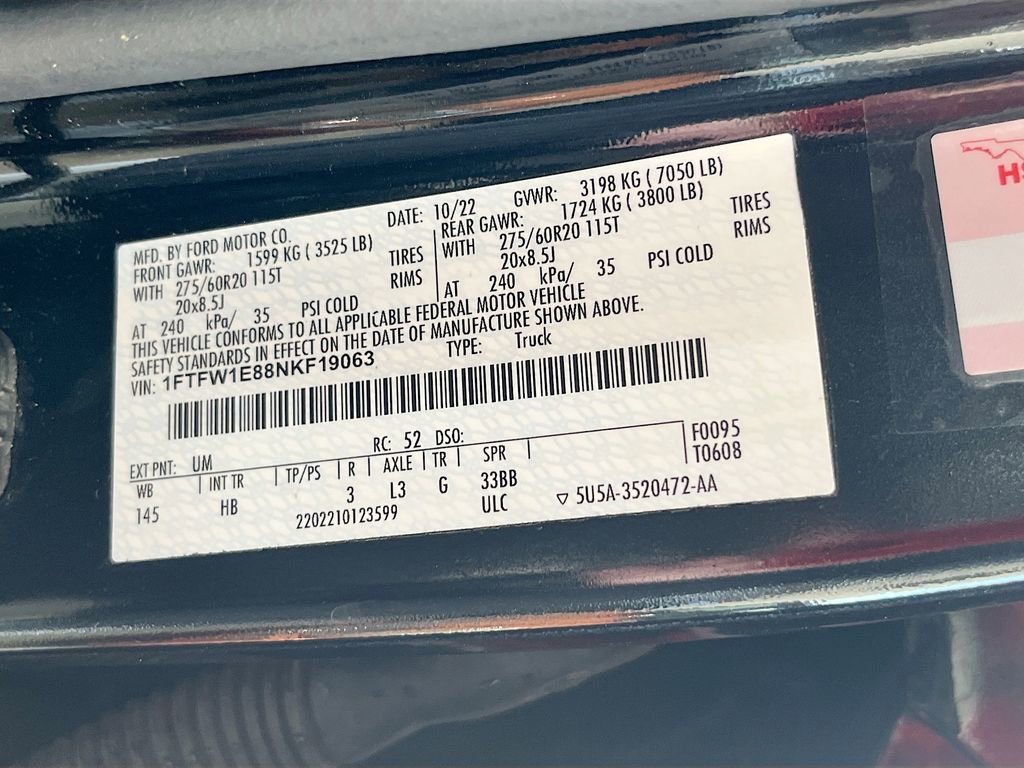 MFD. BY FORD MOTOR CO. DATE: 10/22 GVWR: 3198 KG ( 7050 LB)
FRONT GAWR: 1599 KG ( 3525 LB) REAR GAWR: 1724 KG ( 3800 LB)
WITH 275/60R20 115T TIRES WITH 275/60R20 115T TIRES
20x8.5J RIMS 20x8.5J RIMS
AT 240 kPa/ 35 PSI COLD AT 240 kPa/ 35 PSI COLD
THIS VEHICLE CONFORMS TO ALL APPLICABLE FEDERAL MOTOR VEHICLE
SAFETY STANDARDS IN EFFECT ON THE DATE OF MANUFACTURE SHOWN ABOVE.
VIN: 1FTFW1E88NKF19063 TYPE: Truck
EXT PNT: UM RC: 52 DSO:
WB INT TR TP/PS R AXLE TR SPR F0095
145 HB 3 L3 G 33BB T0608
2202210123599 ULC ▽ 5U5A-3520472-AA